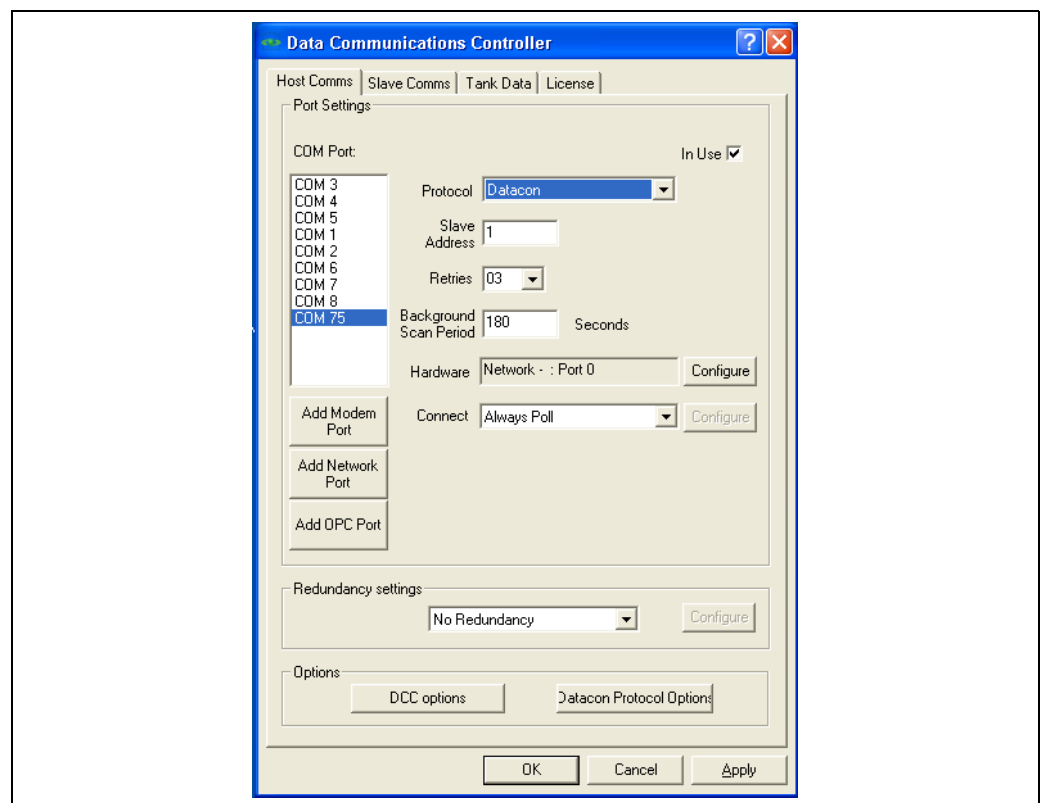 Data Communications Controller
Host Comms Slave Comms Tank Data License
Port Settings
COM Port:
In Use
COM 3
COM 4
COM 5
COM 1
COM 2
COM 6
COM 7
COM 8
COM 75
Protocol Datacon
Slave
Address 1
Retries 03
Background
Scan Period 180 Seconds
Hardware Network - : Port 0 Configure
Connect Always Poll Configure
Add Modem
Port
Add Network
Port
Add OPC Port
Redundancy settings
No Redundancy Configure
Options
DCC options Datacon Protocol Options
OK Cancel Apply